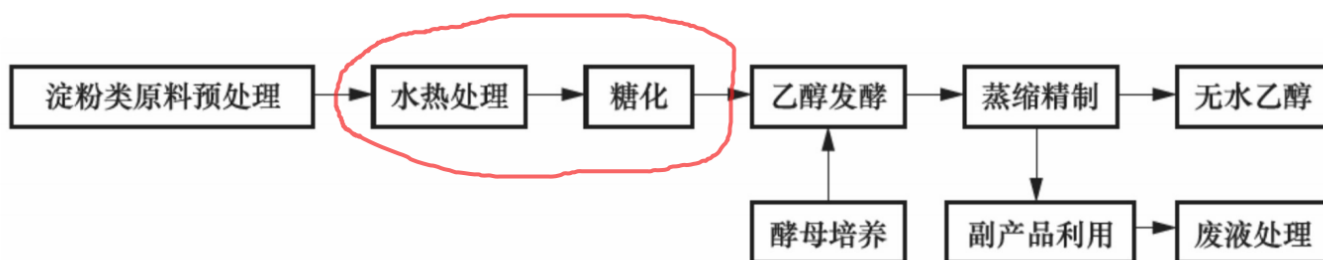 淀粉类原料预处理
水热处理
糖化
乙醇发酵
蒸缩精制
无水乙醇
酵母培养
副产品利用
废液处理